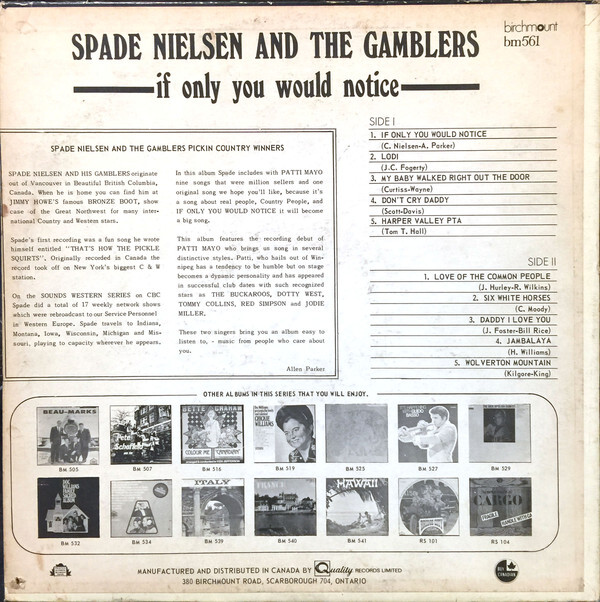 SPADE NIELSEN AND THE GAMBLERS
if only you would notice
birchmount
bm561
SPADE NIELSEN AND THE GAMBLERS PICKIN COUNTRY WINNERS
SPADE NIELSEN AND HIS GAMBLERS originate
out of Vancouver in Beautiful British Columbia,
Canada. When he is home you can find him at
JIMMY HOWE'S famous BRONZE BOOT, show
case of the Great Northwest for many inter-
national Country and Western stars.
Spade's first recording was a fun song he wrote
himself entitled "THAT'S HOW THE PICKLE
SQUIRTS". Originally recorded in Canada the
record took off on New York's biggest C & W
station.
On the SOUNDS WESTERN SERIES on CBC
Spade did a total of 17 weekly network shows
which were rebroadcast to our Service Personnel
in Western Europe. Spade travels to Indiana,
Montana, Iowa, Wisconsin, Michigan and Mis-
souri, playing to capacity wherever he appears.
In this album Spade includes with PATTI MAYO
nine songs that were million sellers and one
original song we hope you'll like, because it's
a song about real people, Country People, and
IF ONLY YOU WOULD NOTICE it will become
a big song.
This album features the recording debut of
PATTI MAYO who brings us song in several
distinctive styles. Patti, who hails out of Win-
nipeg has a tendency to be humble but on stage
becomes a dynamic personality and has appeared
in successful club dates with such recognized
stars as THE BUCKAROOS, DOTTY WEST,
TOMMY COLLINS, RED SIMPSON and JODIE
MILLER.
These two singers bring you an album easy to
listen to, - music from people who care about
you.
Allen Parker
SIDE I
1. IF ONLY YOU WOULD NOTICE
(C. Nielsen-A. Parker)
2. LODI
(J.C. Fogerty)
3. MY BABY WALKED RIGHT OUT THE DOOR
(Curtiss-Wayne)
4. DON'T CRY DADDY
(Scott-Davis)
5. HARPER VALLEY PTA
(Tom T. Hall)
SIDE II
1. LOVE OF THE COMMON PEOPLE
(J. Hurley-R. Wilkins)
2. SIX WHITE HORSES
(C. Moody)
3. DADDY I LOVE YOU
(J. Foster-Bill Rice)
4. JAMBALAYA
(H. Williams)
5. WOLVERTON MOUNTAIN
(Kilgore-King)
OTHER ALBUMS IN THIS SERIES THAT YOU WILL ENJOY.
BEAU-MARKS
Pete
BETTE GRAHAM
COLOUR ME "CANADIAN"
CHICKIE
WILLIAMS
GUIDO
BASSO
BM 505
BM 507
BM 516
BM 519
BM 525
BM 527
BM 529
ITALY
FRANCE
HAWAII
CARGO
FRAGILE
BM 532
BM 534
BM 539
BM 540
BM 541
RS 101
RS 104
MANUFACTURED AND DISTRIBUTED IN CANADA BY Quality RECORDS LIMITED
380 BIRCHMOUNT ROAD, SCARBOROUGH 704, ONTARIO
CANADIAN